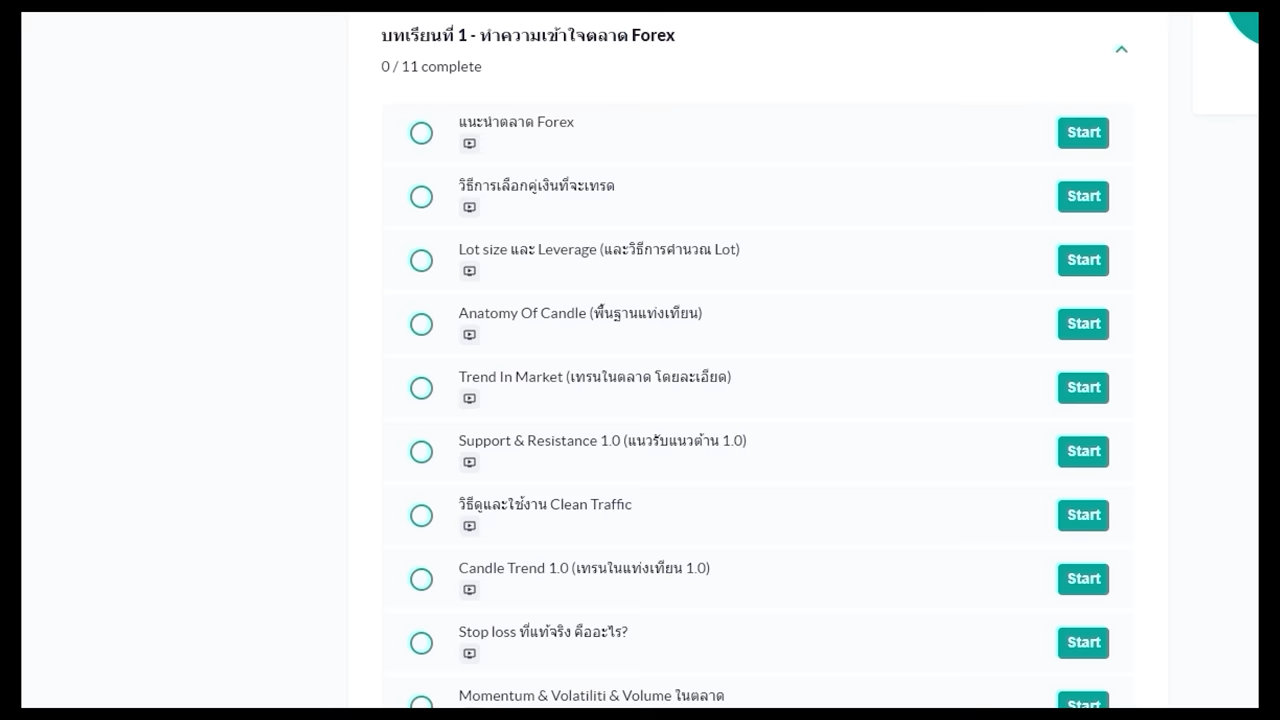 บทเรียนที่ 1 - ทำความเข้าใจตลาด Forex
0 / 11 complete
แนะนำตลาด Forex
Start
วิธีการเลือกคู่เงินที่จะเทรด
Start
Lot size และ Leverage (และวิธีการคำนวณ Lot)
Start
Anatomy Of Candle (พื้นฐานแท่งเทียน)
Start
Trend In Market (เทรนในตลาด โดยละเอียด)
Start
Support & Resistance 1.0 (แนวรับแนวต้าน 1.0)
Start
วิธีดูและใช้งาน Clean Traffic
Start
Candle Trend 1.0 (เทรนในแท่งเทียน 1.0)
Start
Stop loss ที่แท้จริง คืออะไร?
Start
Momentum & Volatiliti & Volume ในตลาด
Start